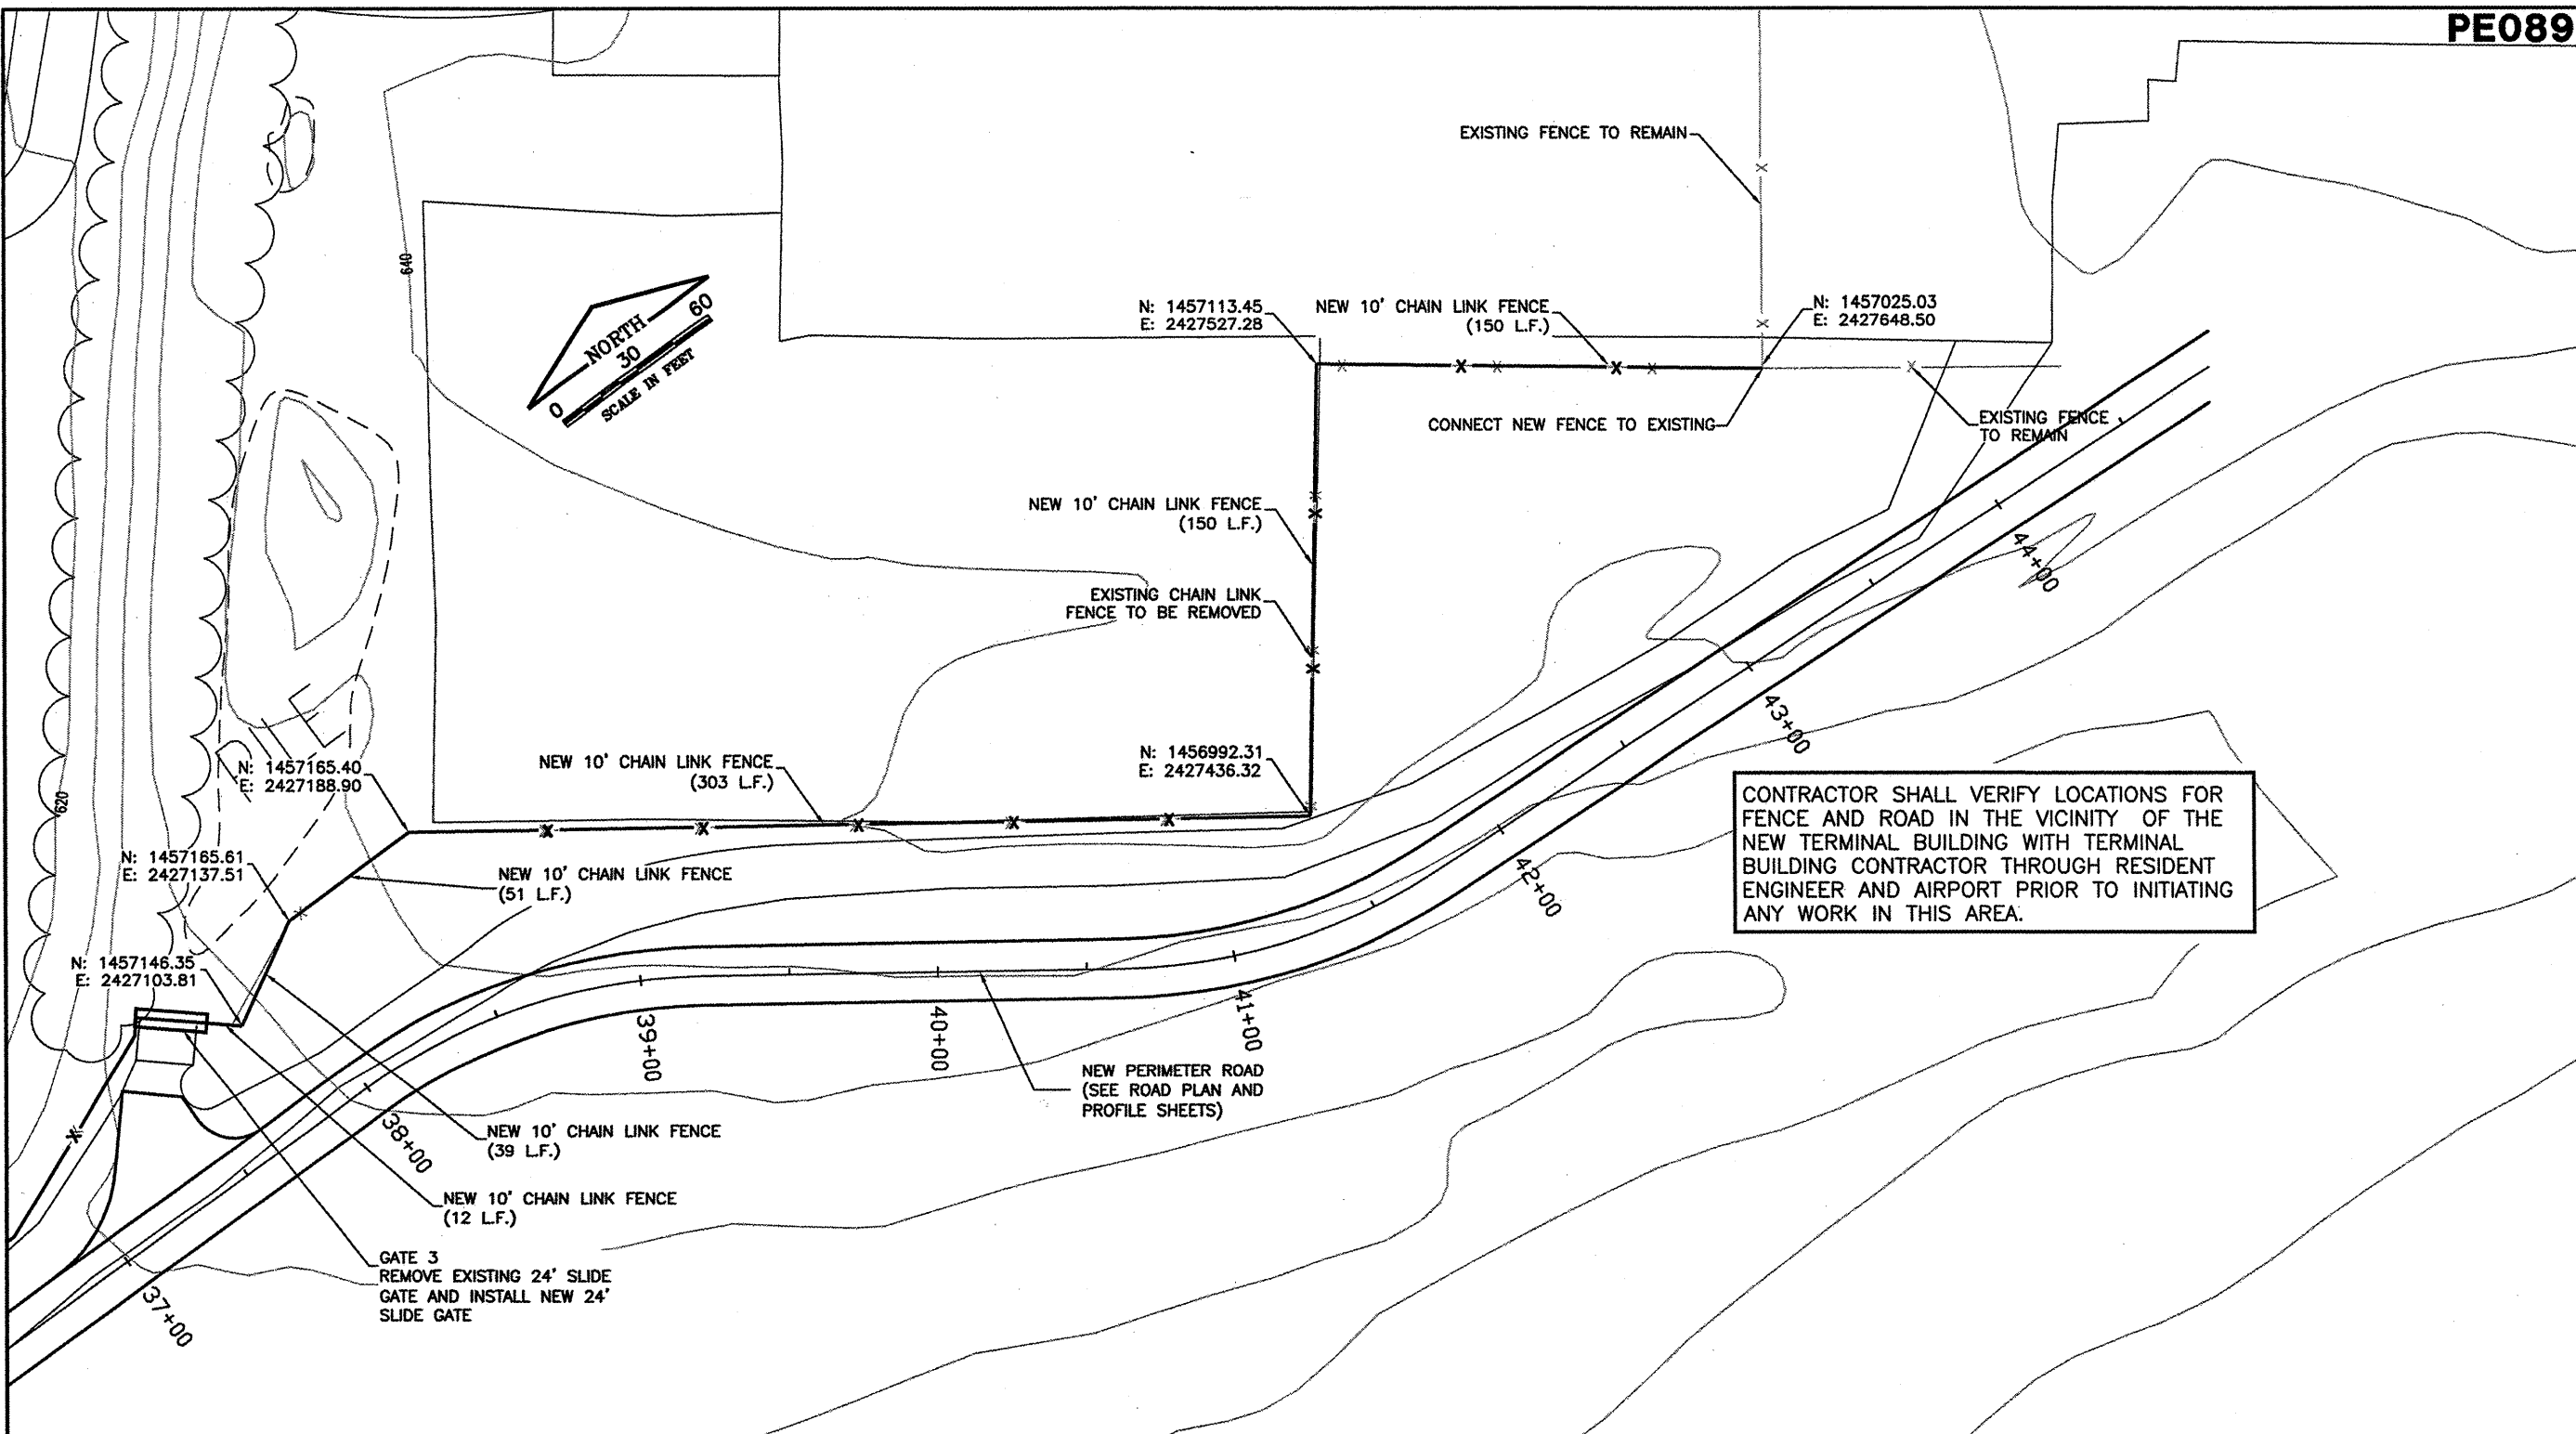 PE089
EXISTING FENCE TO REMAIN
640
NORTH
0
30
60
SCALE IN FEET
N: 1457113.45
E: 2427527.28
NEW 10' CHAIN LINK FENCE
(150 L.F.)
N: 1457025.03
E: 2427648.50
CONNECT NEW FENCE TO EXISTING
EXISTING FENCE
TO REMAIN
NEW 10' CHAIN LINK FENCE
(150 L.F.)
EXISTING CHAIN LINK
FENCE TO BE REMOVED
44+00
43+00
DITE
N: 1457165.40
E: 2427188.90
NEW 10' CHAIN LINK FENCE
(303 L.F.)
N: 1456992.31
E: 2427436.32
620
CONTRACTOR SHALL VERIFY LOCATIONS FOR
FENCE AND ROAD IN THE VICINITY OF THE
NEW TERMINAL BUILDING WITH TERMINAL
BUILDING CONTRACTOR THROUGH RESIDENT
ENGINEER AND AIRPORT PRIOR TO INITIATING
ANY WORK IN THIS AREA.
N: 1457165.61
E: 2427137.51
NEW 10' CHAIN LINK FENCE
(51 L.F.)
42+00
N: 1457146.35
E: 2427103.81
39+00
40+00
41+00
NEW PERIMETER ROAD
(SEE ROAD PLAN AND
PROFILE SHEETS)
38+00
NEW 10' CHAIN LINK FENCE
(39 L.F.)
NEW 10' CHAIN LINK FENCE
(12 L.F.)
GATE 3
REMOVE EXISTING 24' SLIDE
GATE AND INSTALL NEW 24'
SLIDE GATE
37+00